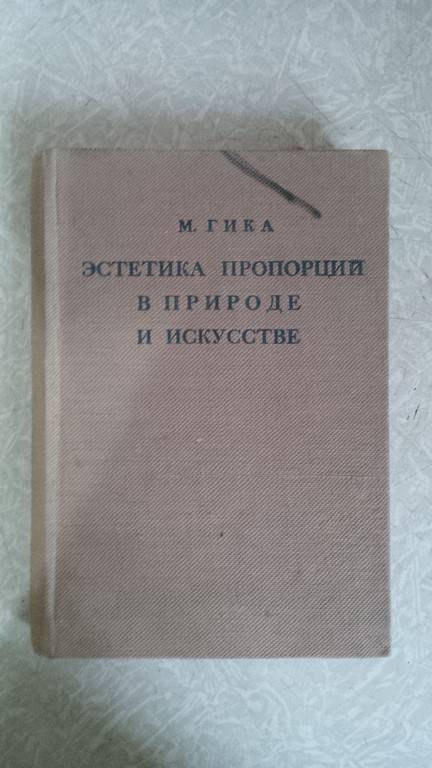 М. ГИКА
ЭСТЕТИКА ПРОПОРЦИЙ
В ПРИРОДЕ
И ИСКУССТВЕ